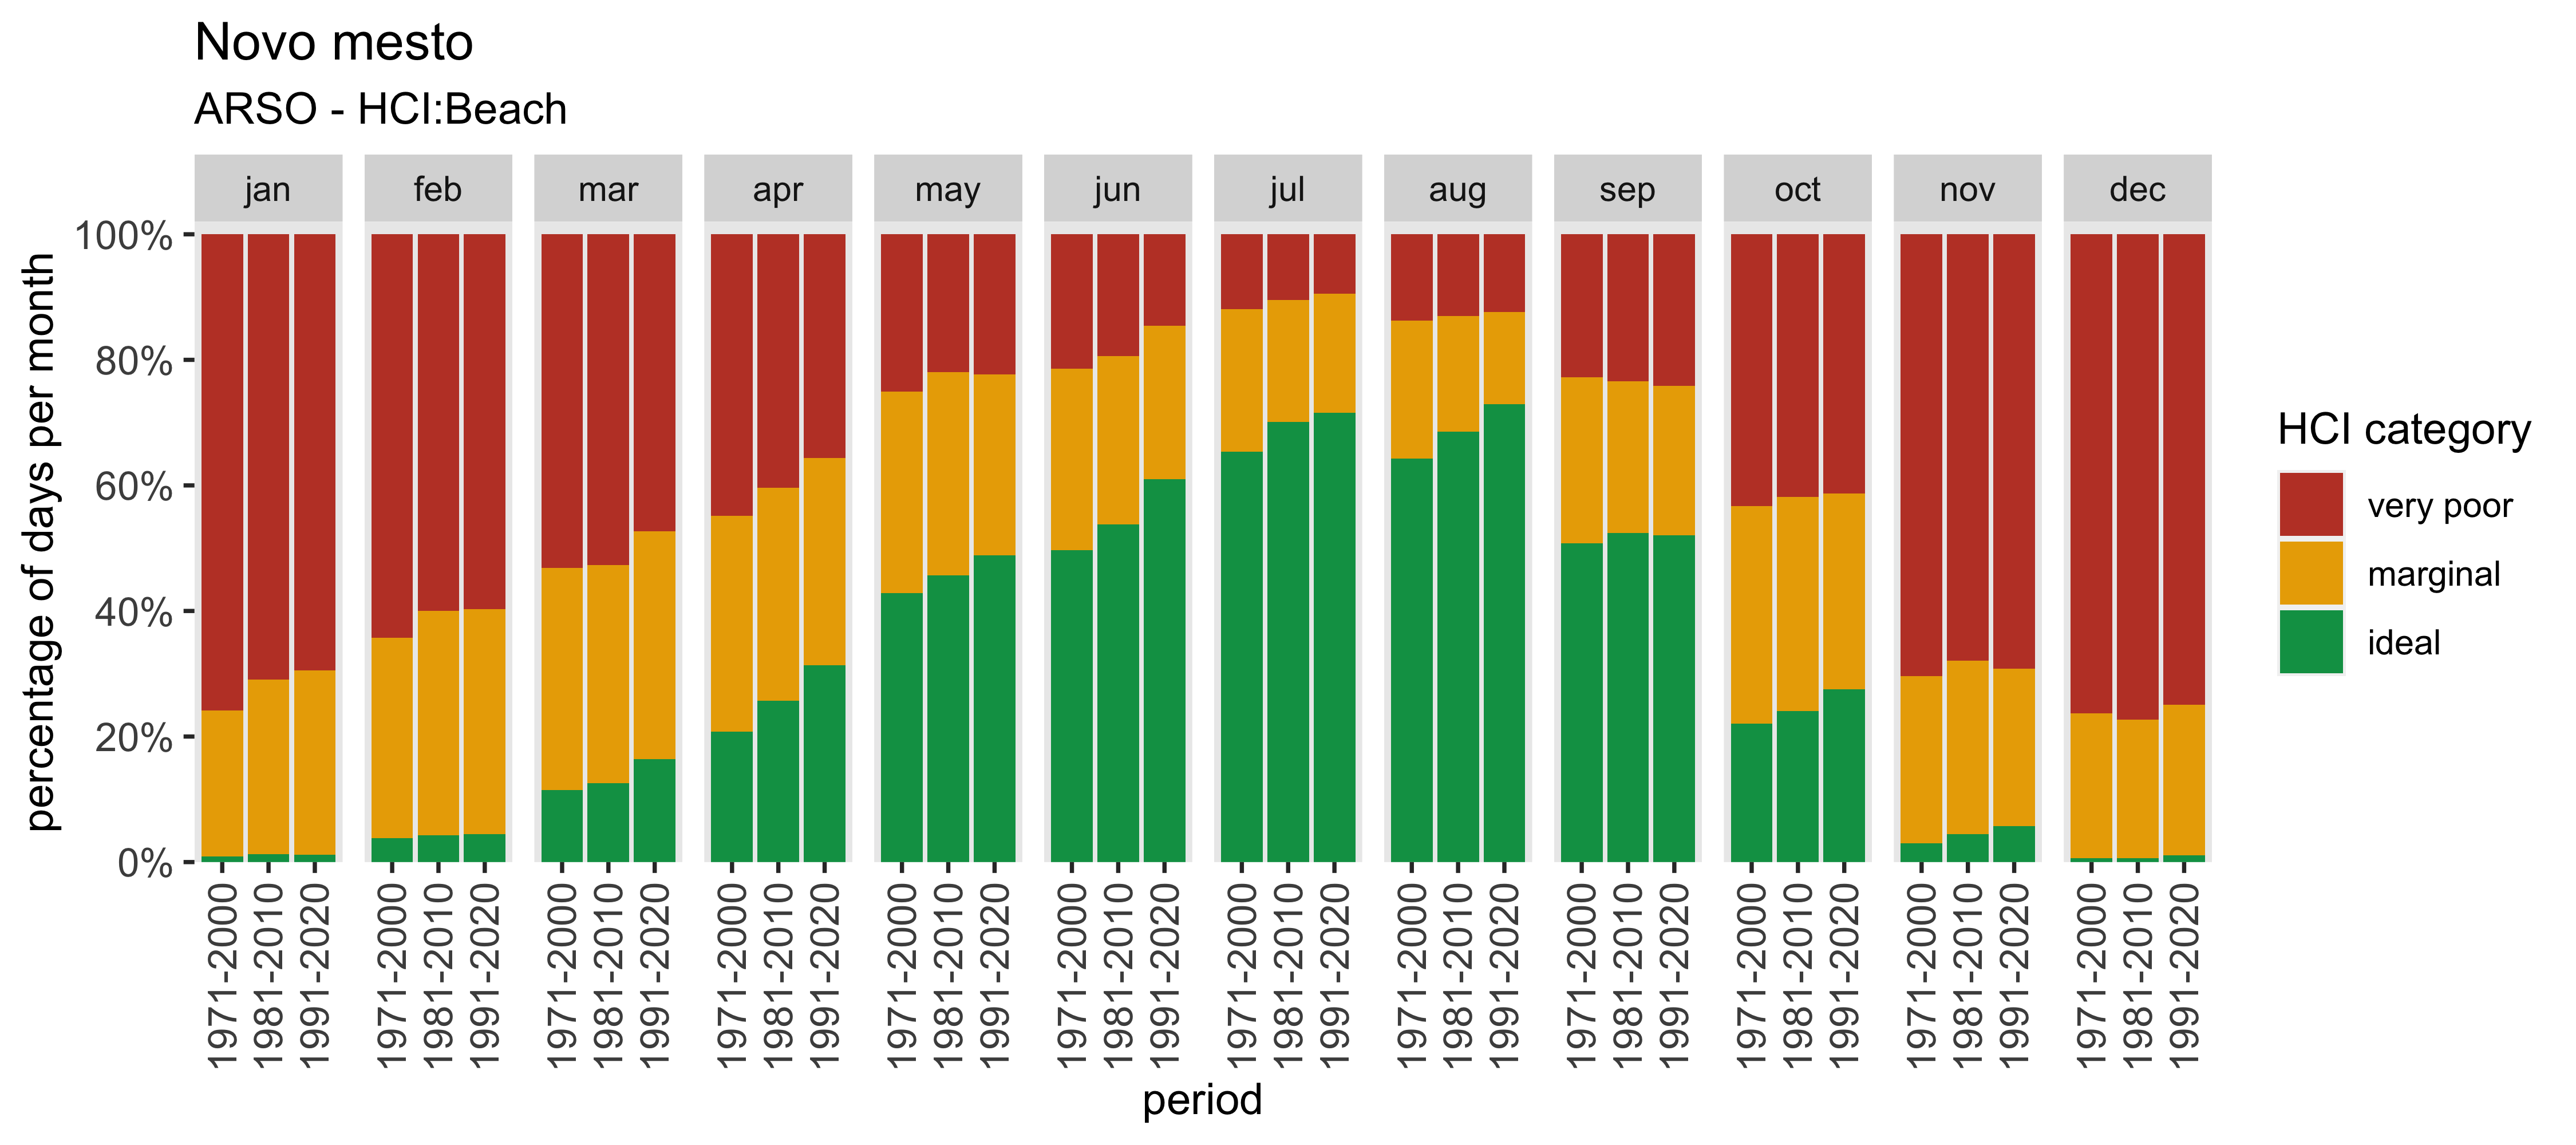 Novo mesto
ARSO - HCI:Beach
jan feb mar apr may jun jul aug sep oct nov dec
percentage of days per month
100%
80%
60%
40%
20%
0%
HCI category
very poor
marginal
ideal
1971-2000 1981-2010 1991-2020 1971-2000 1981-2010 1991-2020 1971-2000 1981-2010 1991-2020 1971-2000 1981-2010 1991-2020 1971-2000 1981-2010 1991-2020 1971-2000 1981-2010 1991-2020 1971-2000 1981-2010 1991-2020 1971-2000 1981-2010 1991-2020 1971-2000 1981-2010 1991-2020 1971-2000 1981-2010 1991-2020 1971-2000 1981-2010 1991-2020 1971-2000 1981-2010 1991-2020
period